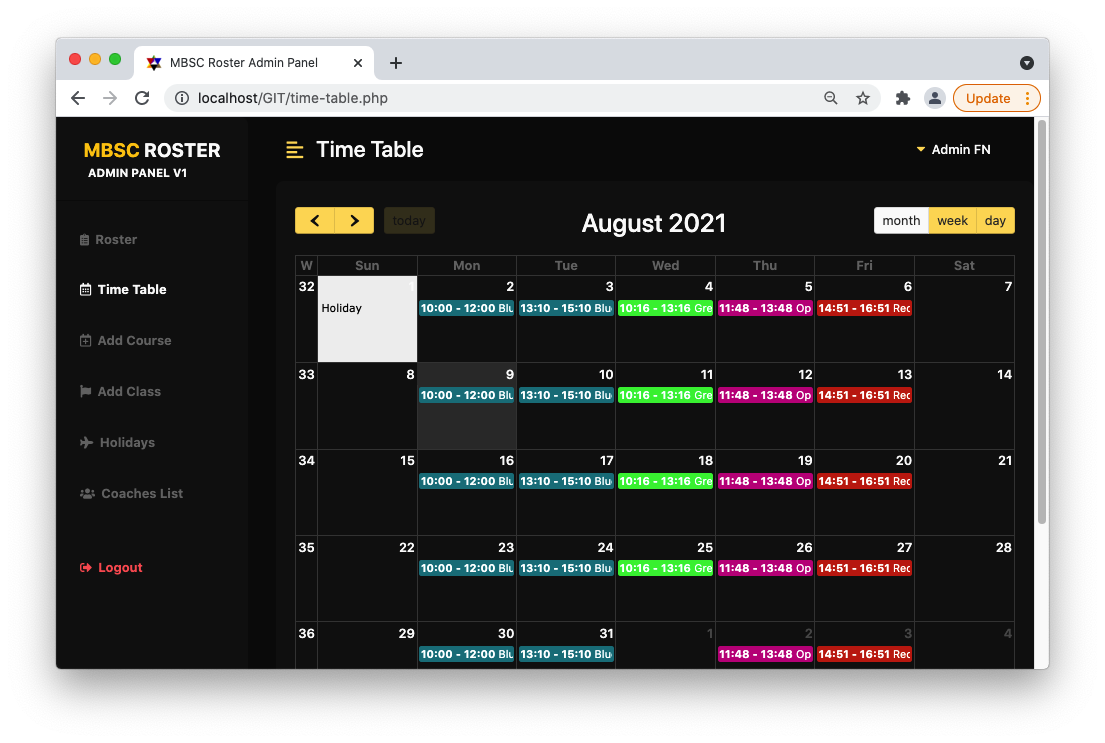 MBSC Roster Admin Panel
localhost/GIT/time-table.php
Update
MBSC ROSTER
ADMIN PANEL V1
Time Table
Admin FN
Roster
Time Table
Add Course
Add Class
Holidays
Coaches List
Logout
today
August 2021
month week day
W Sun Mon Tue Wed Thu Fri Sat
32 1 2 3 4 5 6 7
Holiday 10:00 - 12:00 Blu 13:10 - 15:10 Blu 10:16 - 13:16 Gre 11:48 - 13:48 Op 14:51 - 16:51 Red
33 8 9 10 11 12 13 14
10:00 - 12:00 Blu 13:10 - 15:10 Blu 10:16 - 13:16 Gre 11:48 - 13:48 Op 14:51 - 16:51 Red
34 15 16 17 18 19 20 21
10:00 - 12:00 Blu 13:10 - 15:10 Blu 10:16 - 13:16 Gre 11:48 - 13:48 Op 14:51 - 16:51 Red
35 22 23 24 25 26 27 28
10:00 - 12:00 Blu 13:10 - 15:10 Blu 10:16 - 13:16 Gre 11:48 - 13:48 Op 14:51 - 16:51 Red
36 29 30 31 1 2 3 4
10:00 - 12:00 Blu 13:10 - 15:10 Blu 11:48 - 13:48 Op 14:51 - 16:51 Red